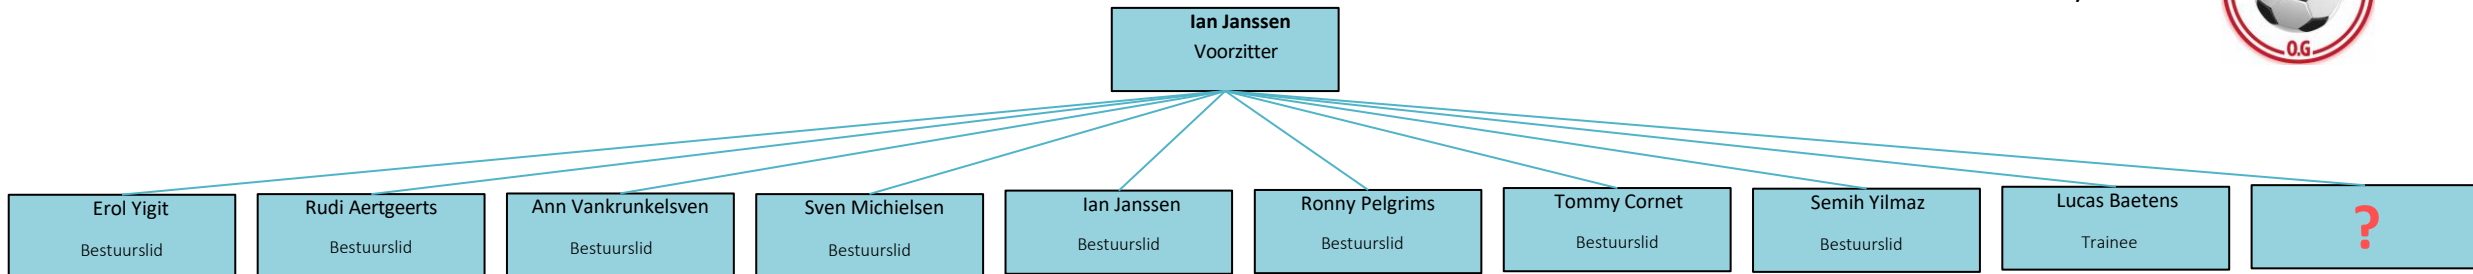 Ian Janssen
Voorzitter
O.G
Erol Yigit
Bestuurslid
Rudi Aertgeerts
Bestuurslid
Ann Vankrunkelsven
Bestuurslid
Sven Michielsen
Bestuurslid
Ian Janssen
Bestuurslid
Ronny Pelgrims
Bestuurslid
Tommy Cornet
Bestuurslid
Semih Yilmaz
Bestuurslid
Lucas Baetens
Trainee
?